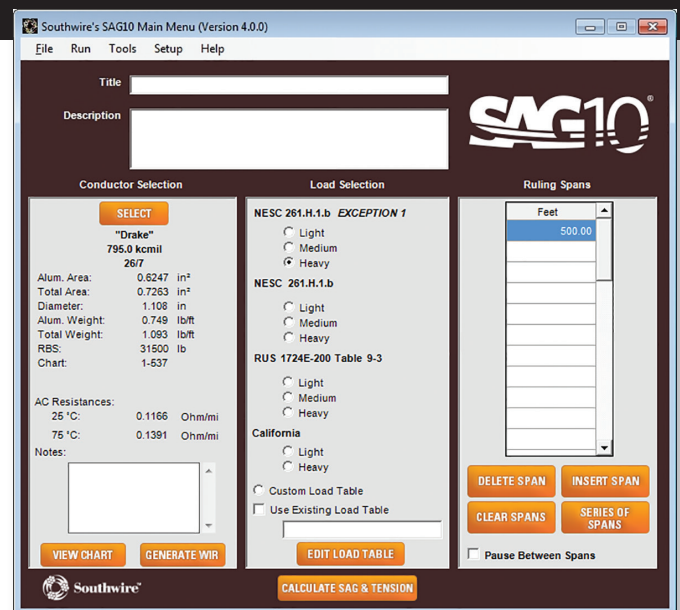 Southwire's SAG10 Main Menu (Version 4.0.0)
File Run Tools Setup Help
Title
Description
SAG10®
Conductor Selection
SELECT
"Drake"
795.0 kcmil
26/7
Alum. Area: 0.6247 in²
Total Area: 0.7263 in²
Diameter: 1.108 in
Alum. Weight: 0.749 lb/ft
Total Weight: 1.093 lb/ft
RBS: 31500 lb
Chart: 1-537
AC Resistances:
25 °C: 0.1166 Ohm/mi
75 °C: 0.1391 Ohm/mi
Notes:
VIEW CHART GENERATE WIR
Load Selection
NESC 261.H.1.b EXCEPTION 1
Light
Medium
Heavy
NESC 261.H.1.b
Light
Medium
Heavy
RUS 1724E-200 Table 9-3
Light
Medium
Heavy
California
Light
Heavy
Custom Load Table
Use Existing Load Table
EDIT LOAD TABLE
Ruling Spans
Feet
500.00
DELETE SPAN INSERT SPAN
CLEAR SPANS SERIES OF
SPANS
Pause Between Spans
Southwire™
CALCULATE SAG & TENSION